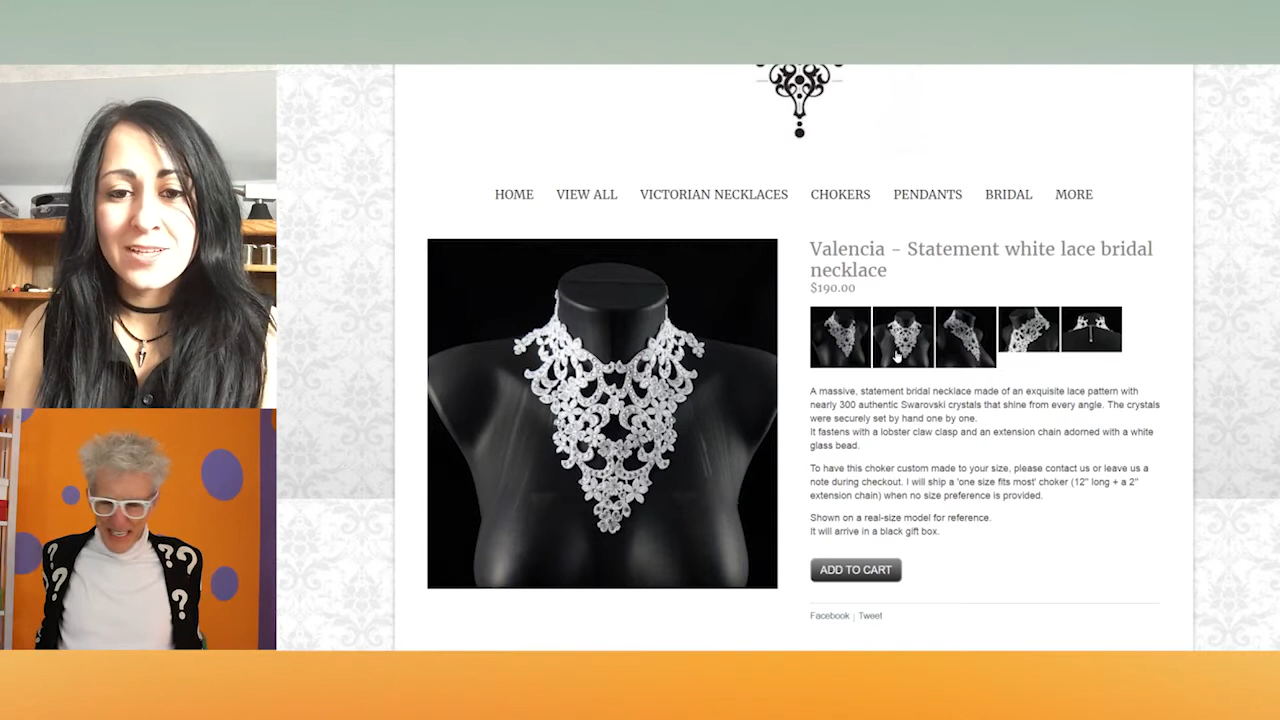 HOME VIEW ALL VICTORIAN NECKLACES CHOKERS PENDANTS BRIDAL MORE
Valencia - Statement white lace bridal
necklace
$190.00
A massive, statement bridal necklace made of an exquisite lace pattern with
nearly 300 authentic Swarovski crystals that shine from every angle. The crystals
were securely set by hand one by one.
It fastens with a lobster claw clasp and an extension chain adorned with a white
glass bead.
To have this choker custom made to your size, please contact us or leave us a
note during checkout. I will ship a 'one size fits most' choker (12" long + a 2"
extension chain) when no size preference is provided.
Shown on a real-size model for reference.
It will arrive in a black gift box.
ADD TO CART
Facebook | Tweet
? ? ?
? ?